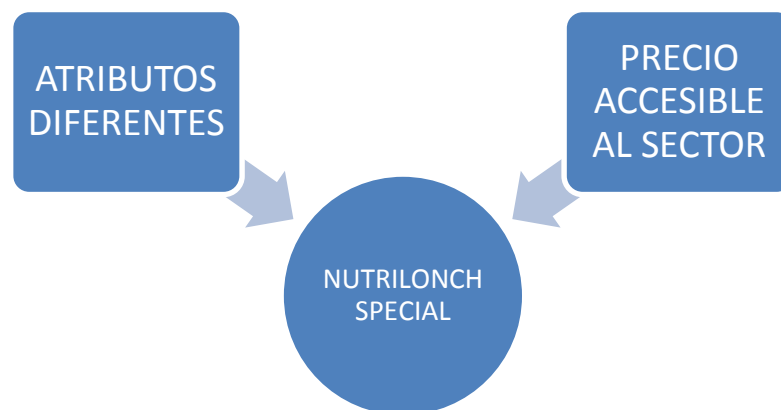 ATRIBUTOS
DIFERENTES
PRECIO
ACCESIBLE
AL SECTOR
NUTRILONCH
SPECIAL